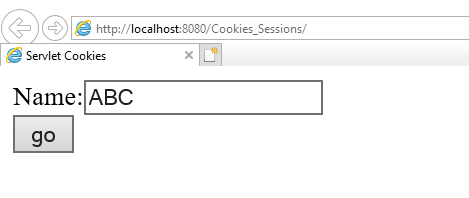 http://localhost:8080/Cookies_Sessions/
Servlet Cookies
Name: ABC
go